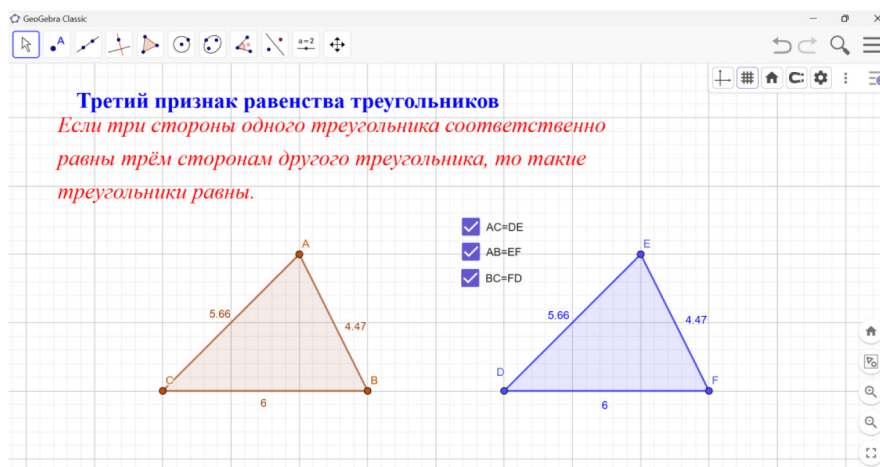 GeoGebra Classic
A
a=2
Третий признак равенства треугольников
Если три стороны одного треугольника соответственно
равны трём сторонам другого треугольника, то такие
треугольники равны.
AC=DE
AB=EF
BC=FD
A
E
5.66
4.47
5.66
4.47
C
B
D
F
6
6